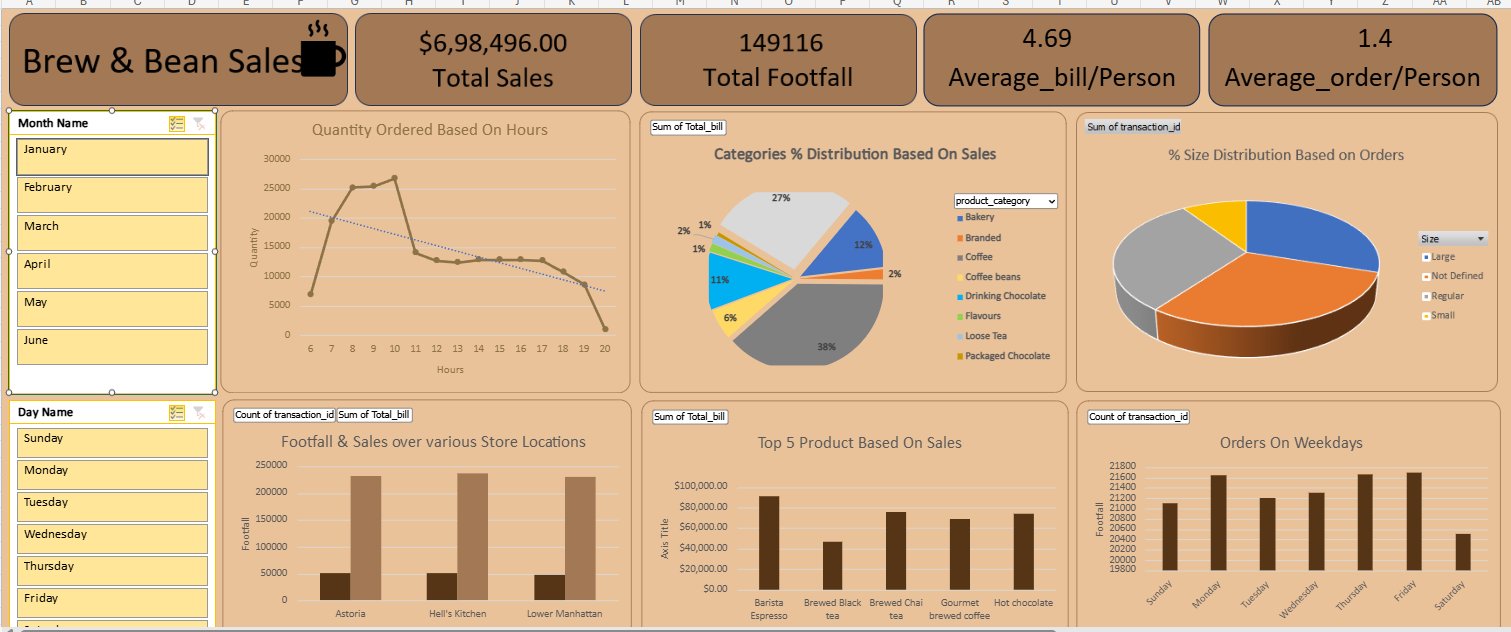 A B C D E F G H I J K L M N O P Q R S T U V W X Y Z AA AB
Brew & Bean Sales
$6,98,496.00
Total Sales
149116
Total Footfall
4.69
Average_bill/Person
1.4
Average_order/Person
Month Name
January
February
March
April
May
June
Quantity Ordered Based On Hours
30000
25000
20000
15000
10000
5000
0
Quantity
6 7 8 9 10 11 12 13 14 15 16 17 18 19 20
Hours
Sum of Total_bill
Categories % Distribution Based On Sales
27%
12%
2%
38%
6%
11%
1%
2%
1%
product_category
Bakery
Branded
Coffee
Coffee beans
Drinking Chocolate
Flavours
Loose Tea
Packaged Chocolate
Sum of transaction_id
% Size Distribution Based on Orders
Size
Large
Not Defined
Regular
Small
Day Name
Sunday
Monday
Tuesday
Wednesday
Thursday
Friday
Count of transaction_id Sum of Total_bill
Footfall & Sales over various Store Locations
250000
200000
150000
100000
50000
0
Footfall
Astoria Hell's Kitchen Lower Manhattan
Sum of Total_bill
Top 5 Product Based On Sales
$100,000.00
$80,000.00
$60,000.00
$40,000.00
$20,000.00
$0.00
Axis Title
Barista Espresso
Brewed Black tea
Brewed Chai tea
Gourmet brewed coffee
Hot chocolate
Count of transaction_id
Orders On Weekdays
21800
21600
21400
21200
21000
20800
20600
20400
20200
20000
19800
Footfall
Sunday Monday Tuesday Wednesday Thursday Friday Saturday